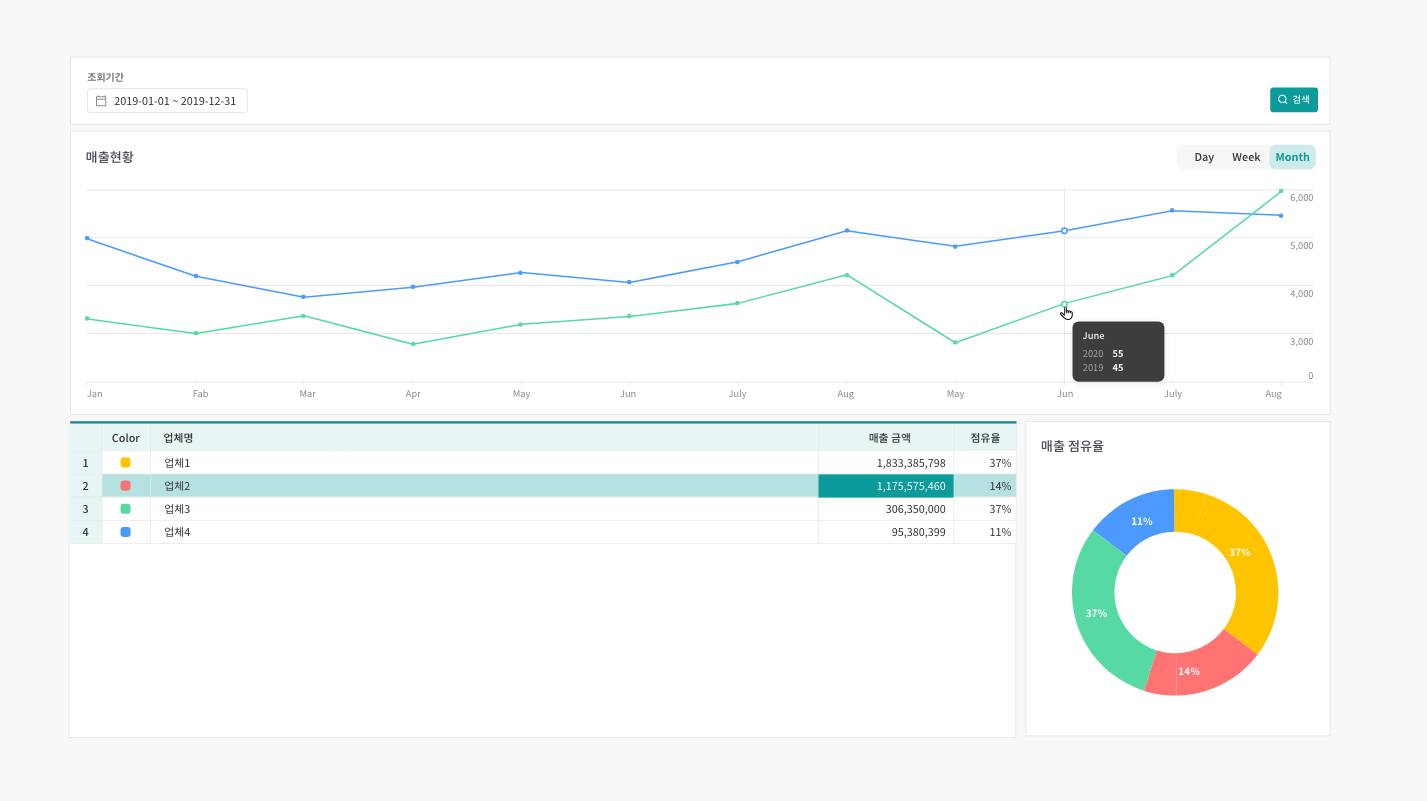 조회기간
2019-01-01 ~ 2019-12-31
검색
매출현황
Day Week Month
6,000
5,000
4,000
3,000
0
June
2020 55
2019 45
Jan Fab Mar Apr May Jun July Aug May Jun July Aug
Color 업체명 매출 금액 점유율
1 업체1 1,833,385,798 37%
2 업체2 1,175,575,460 14%
3 업체3 306,350,000 37%
4 업체4 95,380,399 11%
매출 점유율
11%
37%
37%
14%